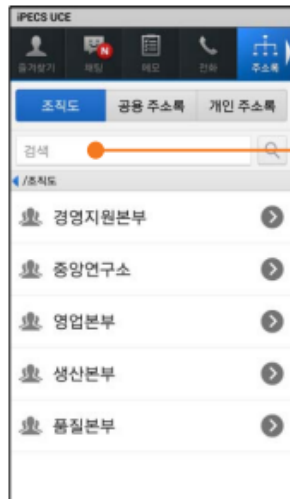 iPECS UCE
N
즐겨찾기 채팅 메모 전화 주소록
조직도 공용 주소록 개인 주소록
검색
/조직도
경영지원본부
중앙연구소
영업본부
생산본부
품질본부